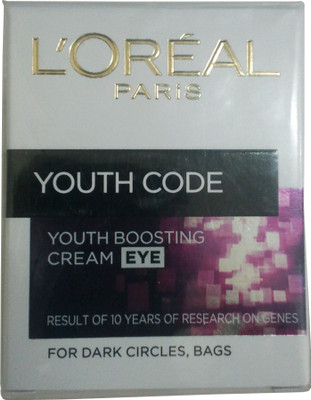 L'ORÉAL
PARIS
YOUTH CODE
YOUTH BOOSTING
CREAM EYE
RESULT OF 10 YEARS OF RESEARCH ON GENES
FOR DARK CIRCLES, BAGS